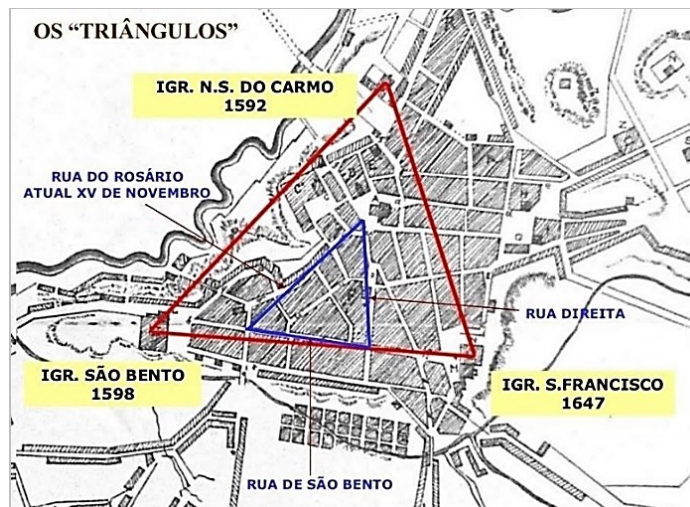 OS “TRIÂNGULOS”
IGR. N.S. DO CARMO
1592
RUA DO ROSÁRIO
ATUAL XV DE NOVEMBRO
RUA DIREITA
IGR. SÃO BENTO
1598
IGR. S.FRANCISCO
1647
RUA DE SÃO BENTO